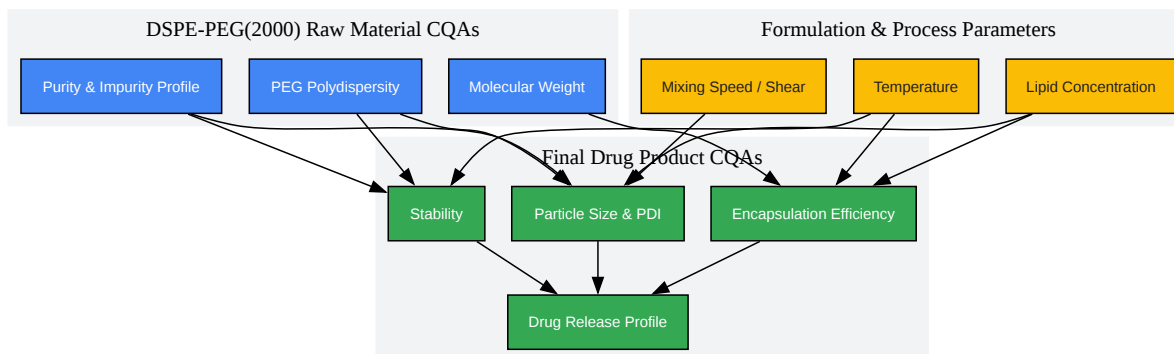 DSPE-PEG(2000) Raw Material CQAs
Formulation & Process Parameters
Purity & Impurity Profile
PEG Polydispersity
Molecular Weight
Mixing Speed / Shear
Temperature
Lipid Concentration
Final Drug Product CQAs
Stability
Particle Size & PDI
Encapsulation Efficiency
Drug Release Profile